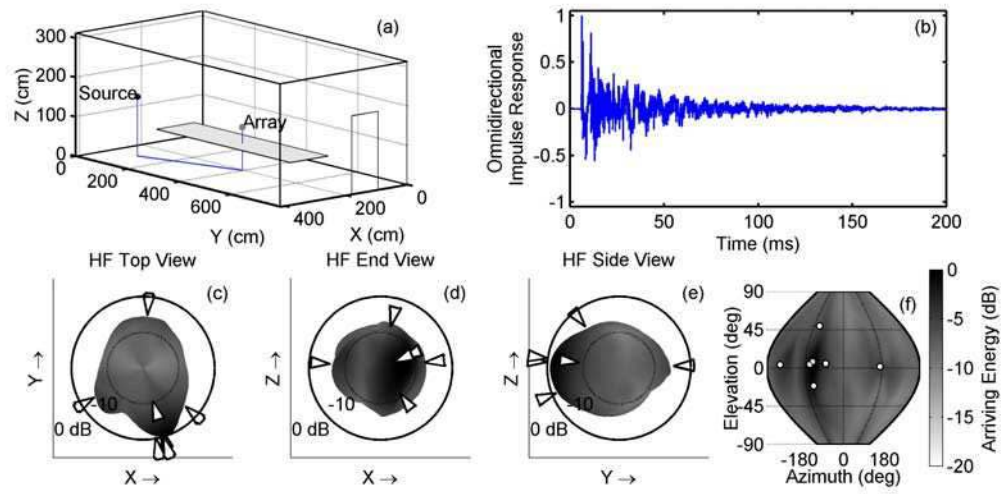 (a)
300
200
100
0
Z (cm)
Source
Array
0
200
400
600
Y (cm)
400
200
0
X (cm)
(b)
1
0.5
0
-0.5
-1
Omnidirectional
Impulse Response
0 50 100 150 200
Time (ms)
HF Top View
(c)
Y →
-10
0 dB
X →
HF End View
(d)
Z →
-10
0 dB
X →
HF Side View
(e)
Z →
-10
0 dB
Y →
(f)
90
45
0
-45
-90
Elevation (deg)
-180 0 180
Azimuth (deg)
0
-5
-10
-15
-20
Arriving Energy (dB)